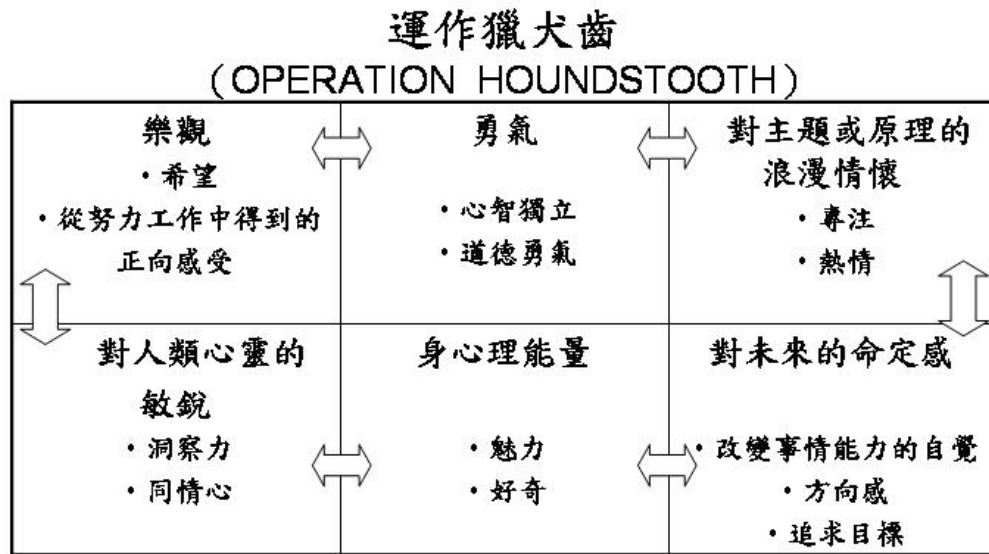 運作獵犬齒
（OPERATION HOUNDSTOOTH）
樂觀
・希望
・從努力工作中得到的
正向感受
勇氣
・心智獨立
・道德勇氣
對主題或原理的
浪漫情懷
・專注
・熱情
對人類心靈的
敏銳
・洞察力
・同情心
身心理能量
・魅力
・好奇
對未來的命定感
・改變事情能力的自覺
・方向感
・追求目標